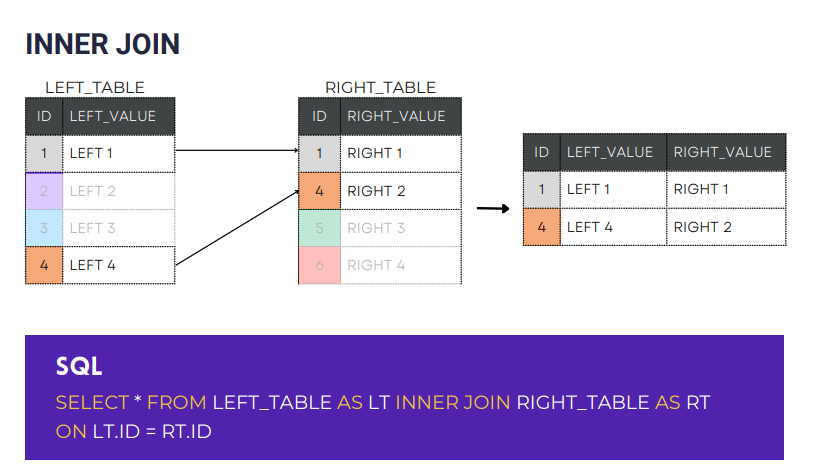 INNER JOIN
LEFT_TABLE
ID LEFT_VALUE
1 LEFT 1
2 LEFT 2
3 LEFT 3
4 LEFT 4
RIGHT_TABLE
ID RIGHT_VALUE
1 RIGHT 1
4 RIGHT 2
5 RIGHT 3
6 RIGHT 4
ID LEFT_VALUE RIGHT_VALUE
1 LEFT 1 RIGHT 1
4 LEFT 4 RIGHT 2
SQL
SELECT * FROM LEFT_TABLE AS LT INNER JOIN RIGHT_TABLE AS RT
ON LT.ID = RT.ID